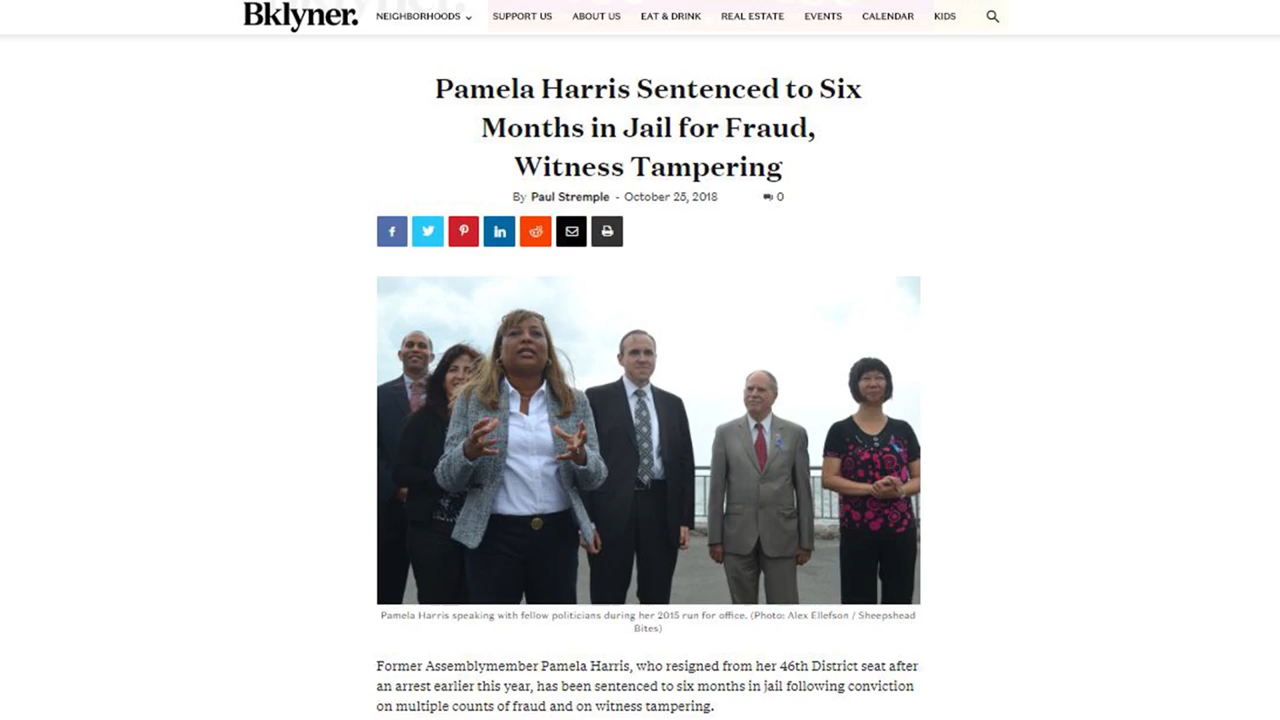 Bklyner. NEIGHBORHOODS SUPPORT US ABOUT US EAT & DRINK REAL ESTATE EVENTS CALENDAR KIDS
Pamela Harris Sentenced to Six
Months in Jail for Fraud,
Witness Tampering
By Paul Stremple - October 25, 2018 0
Pamela Harris speaking with fellow politicians during her 2015 run for office. (Photo: Alex Ellefson / Sheepshead
Bites)
Former Assemblymember Pamela Harris, who resigned from her 46th District seat after
an arrest earlier this year, has been sentenced to six months in jail following conviction
on multiple counts of fraud and on witness tampering.